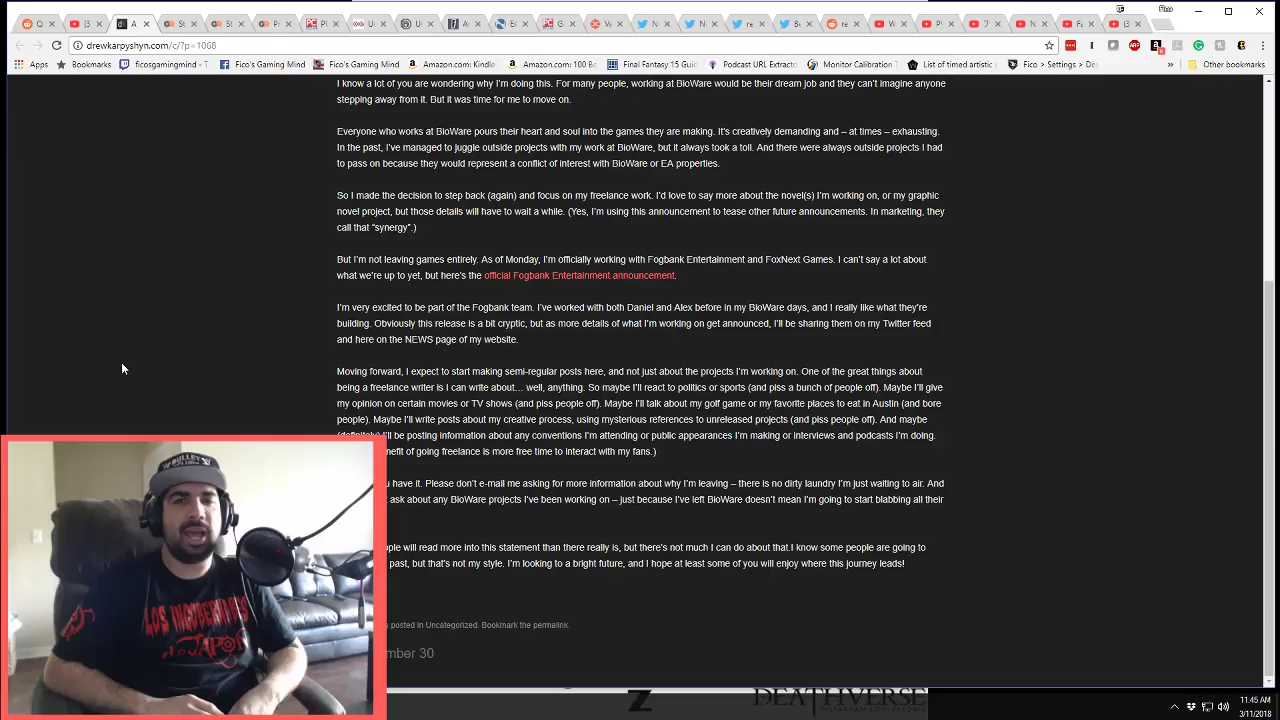 Fico
drewkarpyshyn.com/c/?p=1068
Apps Bookmarks ficosgamingmind - T Fico's Gaming Mind Fico's Gaming Mind Amazon.com: Kindle Amazon.com: 100 Bo Final Fantasy 15 Guide Podcast URL Extracto Monitor Calibration T List of timed artistic Fico > Settings > Des » Other bookmarks
I know a lot of you are wondering why I'm doing this. For many people, working at BioWare would be their dream job and they can't imagine anyone
stepping away from it. But it was time for me to move on.
Everyone who works at BioWare pours their heart and soul into the games they are making. It's creatively demanding and – at times – exhausting.
In the past, I've managed to juggle outside projects with my work at BioWare, but it always took a toll. And there were always outside projects I had
to pass on because they would represent a conflict of interest with BioWare or EA properties.
So I made the decision to step back (again) and focus on my freelance work. I'd love to say more about the novel(s) I'm working on, or my graphic
novel project, but those details will have to wait a while. (Yes, I'm using this announcement to tease other future announcements. In marketing, they
call that "synergy".)
But I'm not leaving games entirely. As of Monday, I'm officially working with Fogbank Entertainment and FoxNext Games. I can't say a lot about
what we're up to yet, but here's the official Fogbank Entertainment announcement.
I'm very excited to be part of the Fogbank team. I've worked with both Daniel and Alex before in my BioWare days, and I really like what they're
building. Obviously this release is a bit cryptic, but as more details of what I'm working on get announced, I'll be sharing them on my Twitter feed
and here on the NEWS page of my website.
Moving forward, I expect to start making semi-regular posts here, and not just about the projects I'm working on. One of the great things about
being a freelance writer is I can write about… well, anything. So maybe I'll react to politics or sports (and piss a bunch of people off). Maybe I'll give
my opinion on certain movies or TV shows (and piss people off). Maybe I'll talk about my golf game or my favorite places to eat in Austin (and bore
people). Maybe I'll write posts about my creative process, using mysterious references to unreleased projects (and piss people off). And maybe
(definitely) I'll be posting information about any conventions I'm attending or public appearances I'm making or interviews and podcasts I'm doing.
nefit of going freelance is more free time to interact with my fans.)
u have it. Please don't e-mail me asking for more information about why I'm leaving – there is no dirty laundry I'm just waiting to air. And
ask about any BioWare projects I've been working on – just because I've left BioWare doesn't mean I'm going to start blabbing all their
ple will read more into this statement than there really is, but there's not much I can do about that.I know some people are going to
past, but that's not my style. I'm looking to a bright future, and I hope at least some of you will enjoy where this journey leads!
s posted in Uncategorized. Bookmark the permalink.
mber 30
BULLET
LOS INGOBERNABLES
de JAPON
DEATHVERSE
11:45 AM
3/11/2018